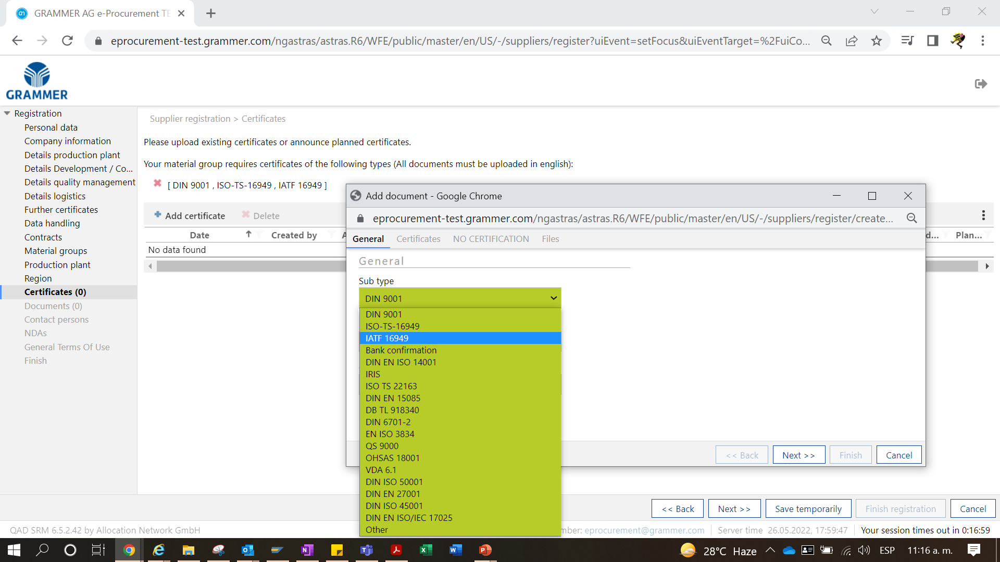 GRAMMER AG e-Procurement TE
eprocurement-test.grammer.com/ngastras/astras.R6/WFE/public/master/en/US/-/suppliers/register?uiEvent=setFocus&uiEventTarget=%2FuiCo...
GRAMMER
Registration
Personal data
Company information
Details production plant
Details Development / Co...
Details quality management
Details logistics
Further certificates
Data handling
Contracts
Material groups
Production plant
Region
Certificates (0)
Documents (0)
Contact persons
NDAs
General Terms Of Use
Finish
Supplier registration > Certificates
Please upload existing certificates or announce planned certificates.
Your material group requires certificates of the following types (All documents must be uploaded in english):
[ DIN 9001 , ISO-TS-16949 , IATF 16949 ]
Add certificate Delete
Date Created by A d... Plan...
No data found
Add document - Google Chrome
eprocurement-test.grammer.com/ngastras/astras.R6/WFE/public/master/en/US/-/suppliers/register/create...
General Certificates NO CERTIFICATION Files
General
Sub type
DIN 9001
DIN 9001
ISO-TS-16949
IATF 16949
Bank confirmation
DIN EN ISO 14001
IRIS
ISO TS 22163
DIN EN 15085
DB TL 918340
DIN 6701-2
EN ISO 3834
QS 9000
OHSAS 18001
VDA 6.1
DIN ISO 50001
DIN EN 27001
DIN ISO 45001
DIN EN ISO/IEC 17025
Other
<< Back Next >> Finish Cancel
<< Back Next >> Save temporarily Finish registration Cancel
QAD SRM 6.5.2.42 by Allocation Network GmbH
mber: eprocurement@grammer.com Server time 26.05.2022, 17:59:47 Your session times out in 0:16:59
28°C Haze ESP 11:16 a. m.